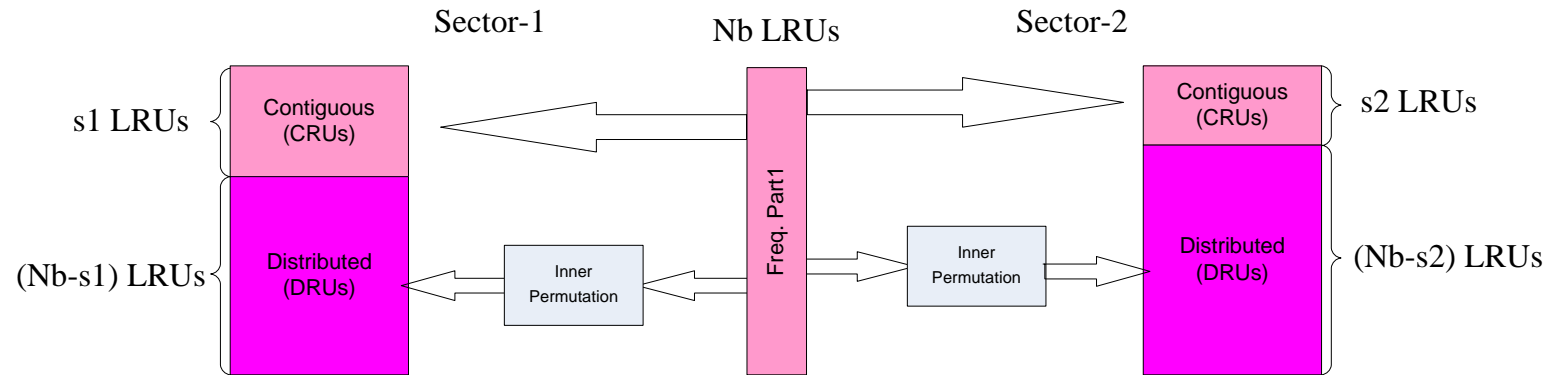 Sector-1
Nb LRUs
Sector-2
s1 LRUs
Contiguous
(CRUs)
Contiguous
(CRUs)
s2 LRUs
Freq. Part1
(Nb-s1) LRUs
Distributed
(DRUs)
Inner
Permutation
Inner
Permutation
Distributed
(DRUs)
(Nb-s2) LRUs